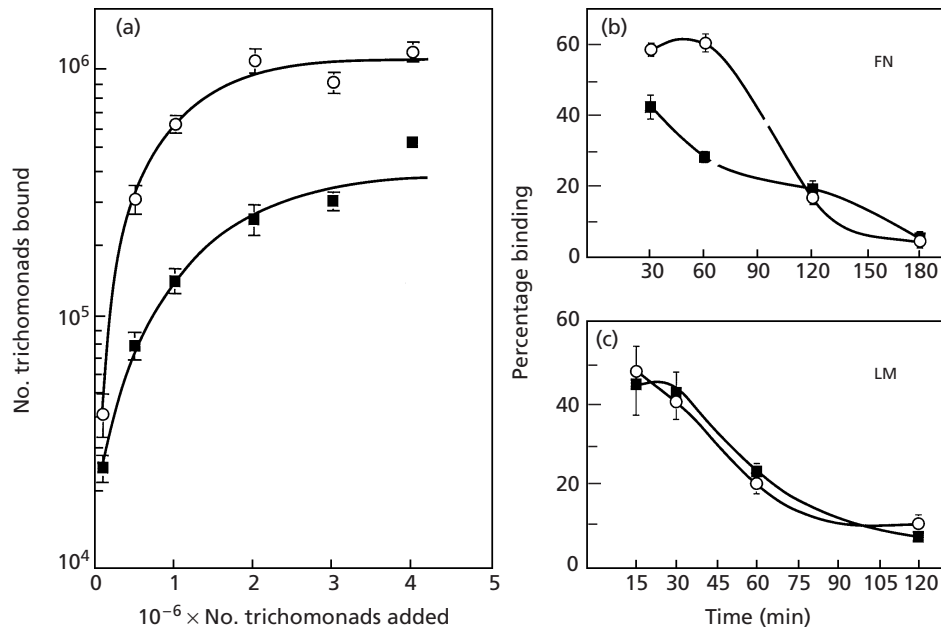 (a)
No. trichomonads bound
10⁶
10⁵
10⁴
0 1 2 3 4 5
10⁻⁶ × No. trichomonads added
Percentage binding
(b)
FN
60
40
20
0
30 60 90 120 150 180
(c)
LM
60
40
20
0
15 30 45 60 75 90 105 120
Time (min)